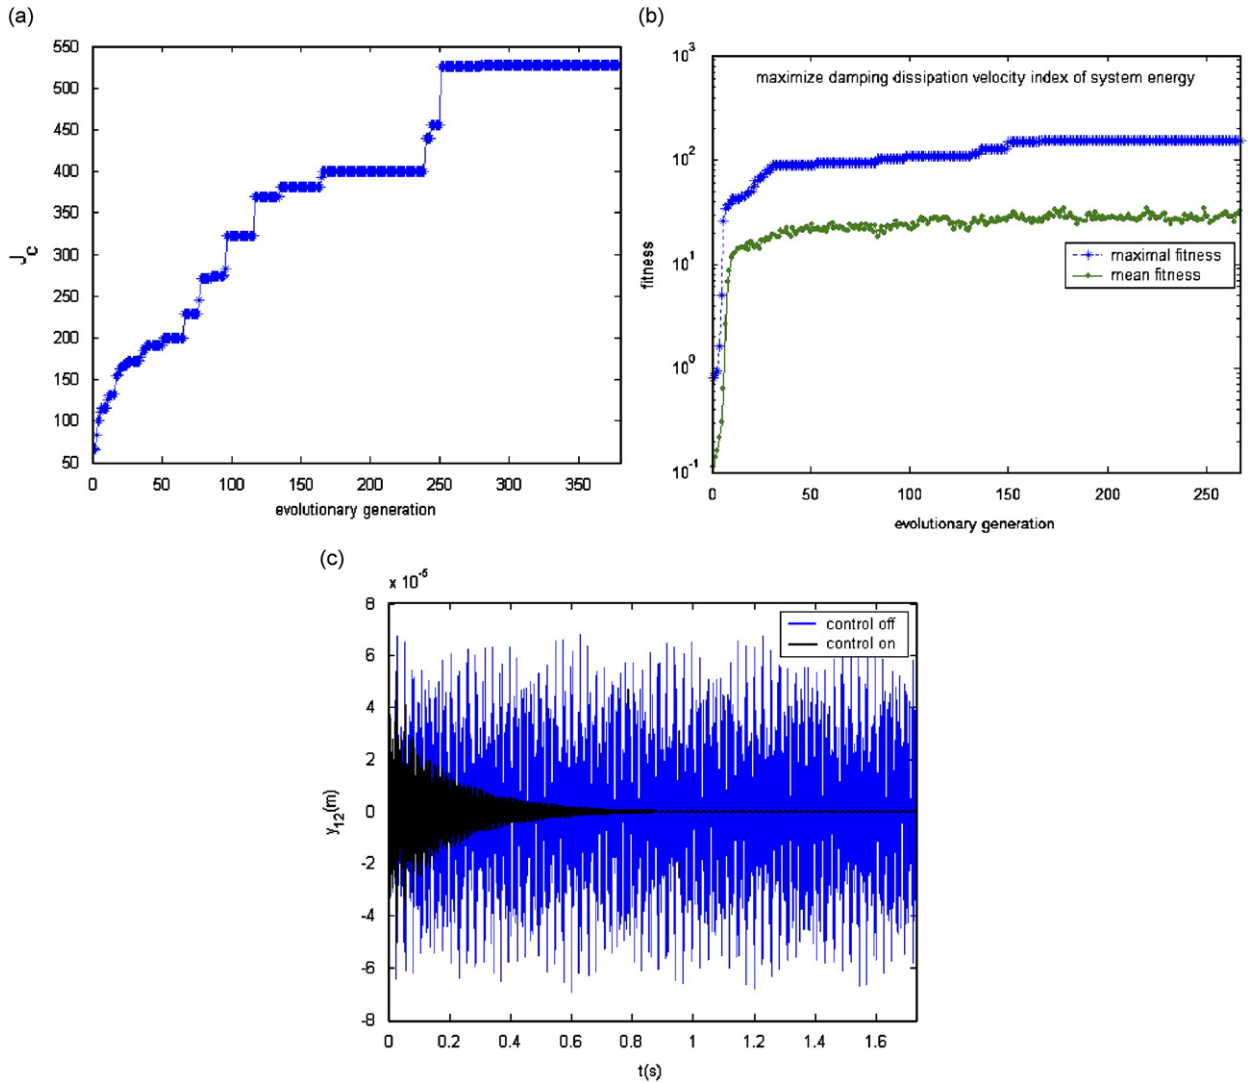 (a)
550
500
450
400
350
300
250
200
150
100
50
J_c
0 50 100 150 200 250 300 350
evolutionary generation
(b)
10^3
10^2
10^1
10^0
10^-1
fitness
maximize damping dissipation velocity index of system energy
maximal fitness
mean fitness
0 50 100 150 200 250
evolutionary generation
(c)
x 10^-5
8
6
4
2
0
-2
-4
-6
-8
y_12(m)
control off
control on
0 0.2 0.4 0.6 0.8 1 1.2 1.4 1.6
t(s)